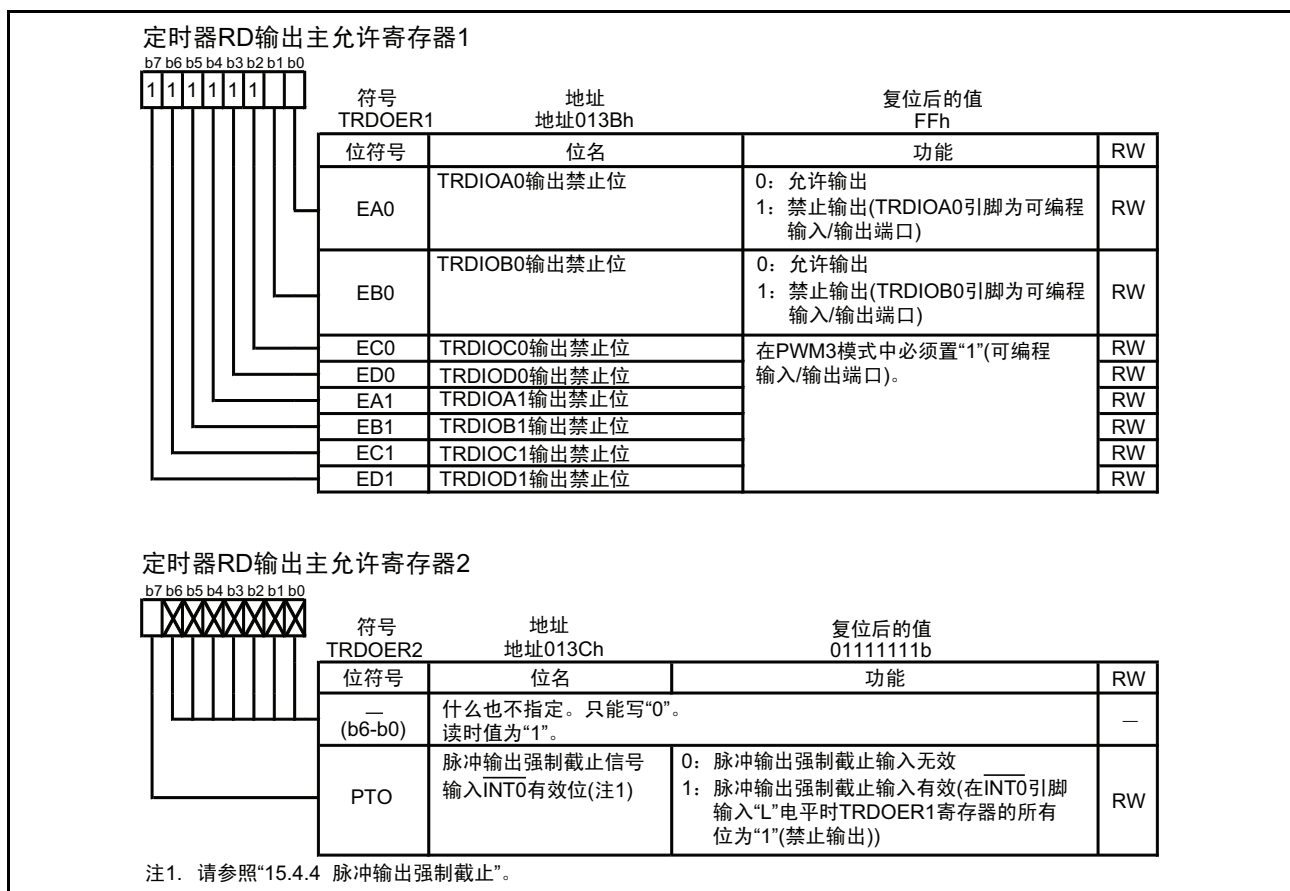 定时器RD输出主允许寄存器1
b7 b6 b5 b4 b3 b2 b1 b0
1 1 1 1 1 1
符号 地址 复位后的值
TRDOER1 地址013Bh FFh
位符号 位名 功能 RW
EA0 TRDIOA0输出禁止位 0：允许输出
1：禁止输出(TRDIOA0引脚为可编程
输入/输出端口) RW
EB0 TRDIOB0输出禁止位 0：允许输出
1：禁止输出(TRDIOB0引脚为可编程
输入/输出端口) RW
EC0 TRDIOC0输出禁止位 在PWM3模式中必须置“1”(可编程 RW
ED0 TRDIOD0输出禁止位 输入/输出端口)。 RW
EA1 TRDIOA1输出禁止位 RW
EB1 TRDIOB1输出禁止位 RW
EC1 TRDIOC1输出禁止位 RW
ED1 TRDIOD1输出禁止位 RW
定时器RD输出主允许寄存器2
b7 b6 b5 b4 b3 b2 b1 b0
符号 地址 复位后的值
TRDOER2 地址013Ch 01111111b
位符号 位名 功能 RW
— 什么也不指定。只能写“0”。 —
(b6-b0) 读时值为“1”。
脉冲输出强制截止信号 0：脉冲输出强制截止输入无效
PTO 输入INT0有效位(注1) 1：脉冲输出强制截止输入有效(在INT0引脚 RW
输入“L”电平时TRDOER1寄存器的所有
位为“1”(禁止输出))
注1. 请参照“15.4.4 脉冲输出强制截止”。